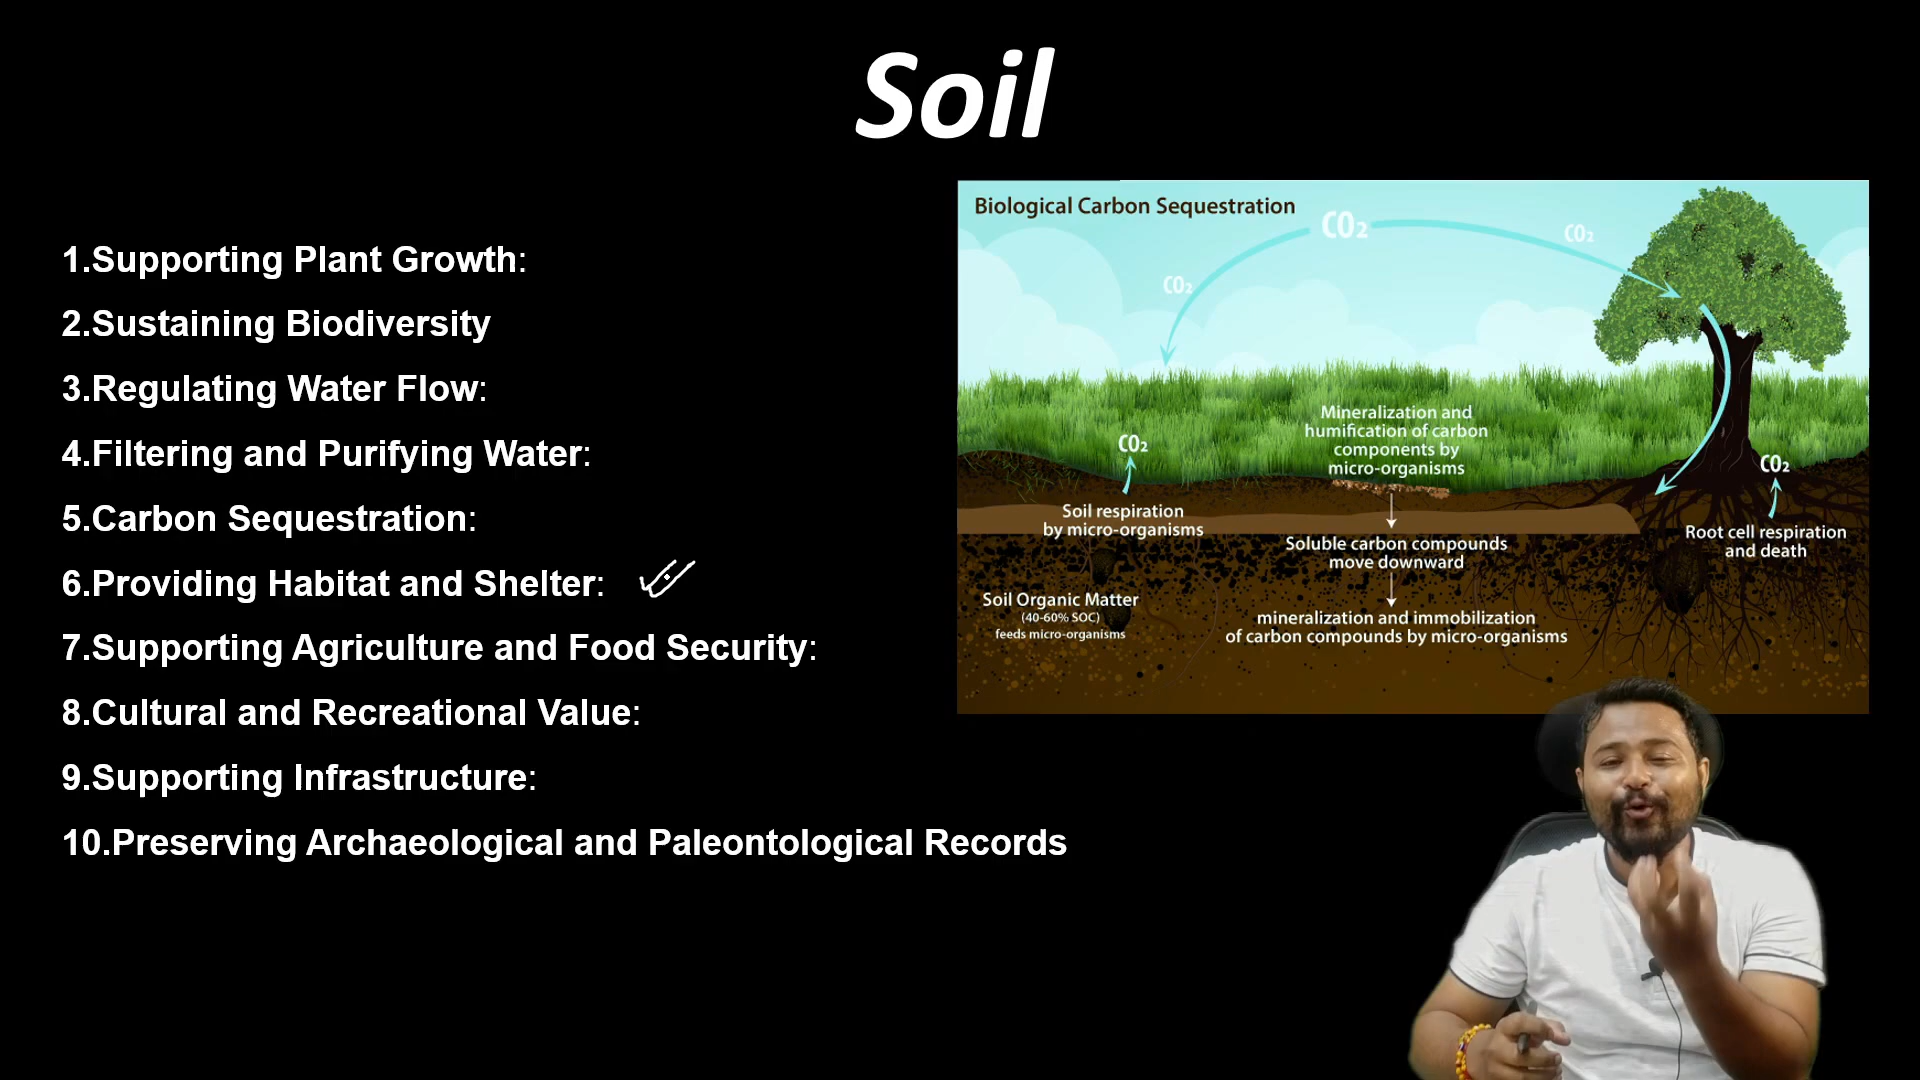 Soil
1.Supporting Plant Growth:
2.Sustaining Biodiversity
3.Regulating Water Flow:
4.Filtering and Purifying Water:
5.Carbon Sequestration:
6.Providing Habitat and Shelter:
7.Supporting Agriculture and Food Security:
8.Cultural and Recreational Value:
9.Supporting Infrastructure:
10.Preserving Archaeological and Paleontological Records
Biological Carbon Sequestration
CO₂
CO₂
CO₂
Mineralization and
humification of carbon
components by
micro-organisms
CO₂
Soil respiration
by micro-organisms
CO₂
Root cell respiration
and death
Soluble carbon compounds
move downward
Soil Organic Matter
(40-60% SOC)
feeds micro-organisms
mineralization and immobilization
of carbon compounds by micro-organisms